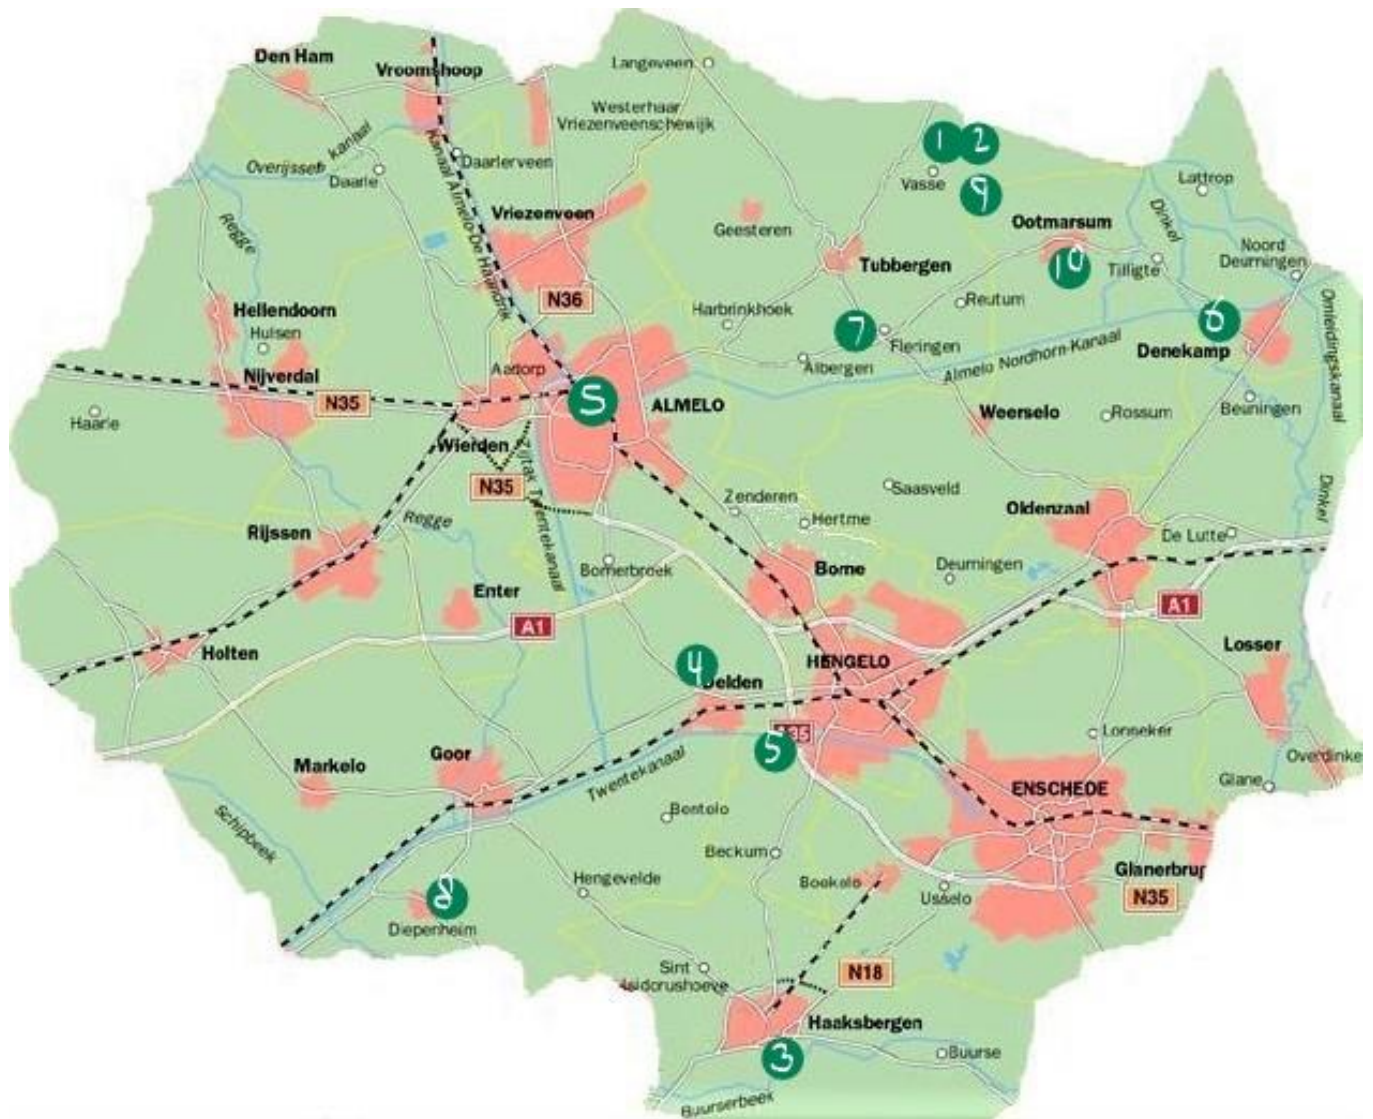 Den Ham
Vroomshoop
Langeveen
Westerhaar
Vriezenveenschewijk
Overijssels kanaal
Daarle
Daarlerveen
Kanaal Almelo-De Haandrik
1
2
Vasse
9
Lattrop
Regge
Vriezenveen
Geesteren
Ootmarsum
Dinkel
Noord
Deurningen
Tubbergen
10
Tilligte
N36
Hellendoorn
Hulsen
Harbrinkhoek
Reutum
Omleidingskanaal
7
Fleringen
6
Denekamp
Almelo Nordhorn-Kanaal
Albergen
Aadorp
Nijverdal
N35
Haarle
S
ALMELO
Weerselo
Rossum
Beuningen
Wierden
Zijtak Twentekanaal
N35
Zenderen
Saasveld
Hertme
Oldenzaal
Dinkel
Regge
Rijssen
De Lutte
Bornerbroek
Borne
Deurningen
Enter
A1
A1
Holten
4
Delden
HENGELO
Losser
A35
5
Lonneker
Goor
Markelo
Twentekanaal
Overdinkel
Glane
ENSCHEDE
Schipbeek
Bentelo
Beckum
Glanerbrug
N35
Hengevelde
Boekelo
Usselo
8
Diepenheim
Sint
Isidorushoeve
N18
Haaksbergen
3
Buurse
Buurserbeek